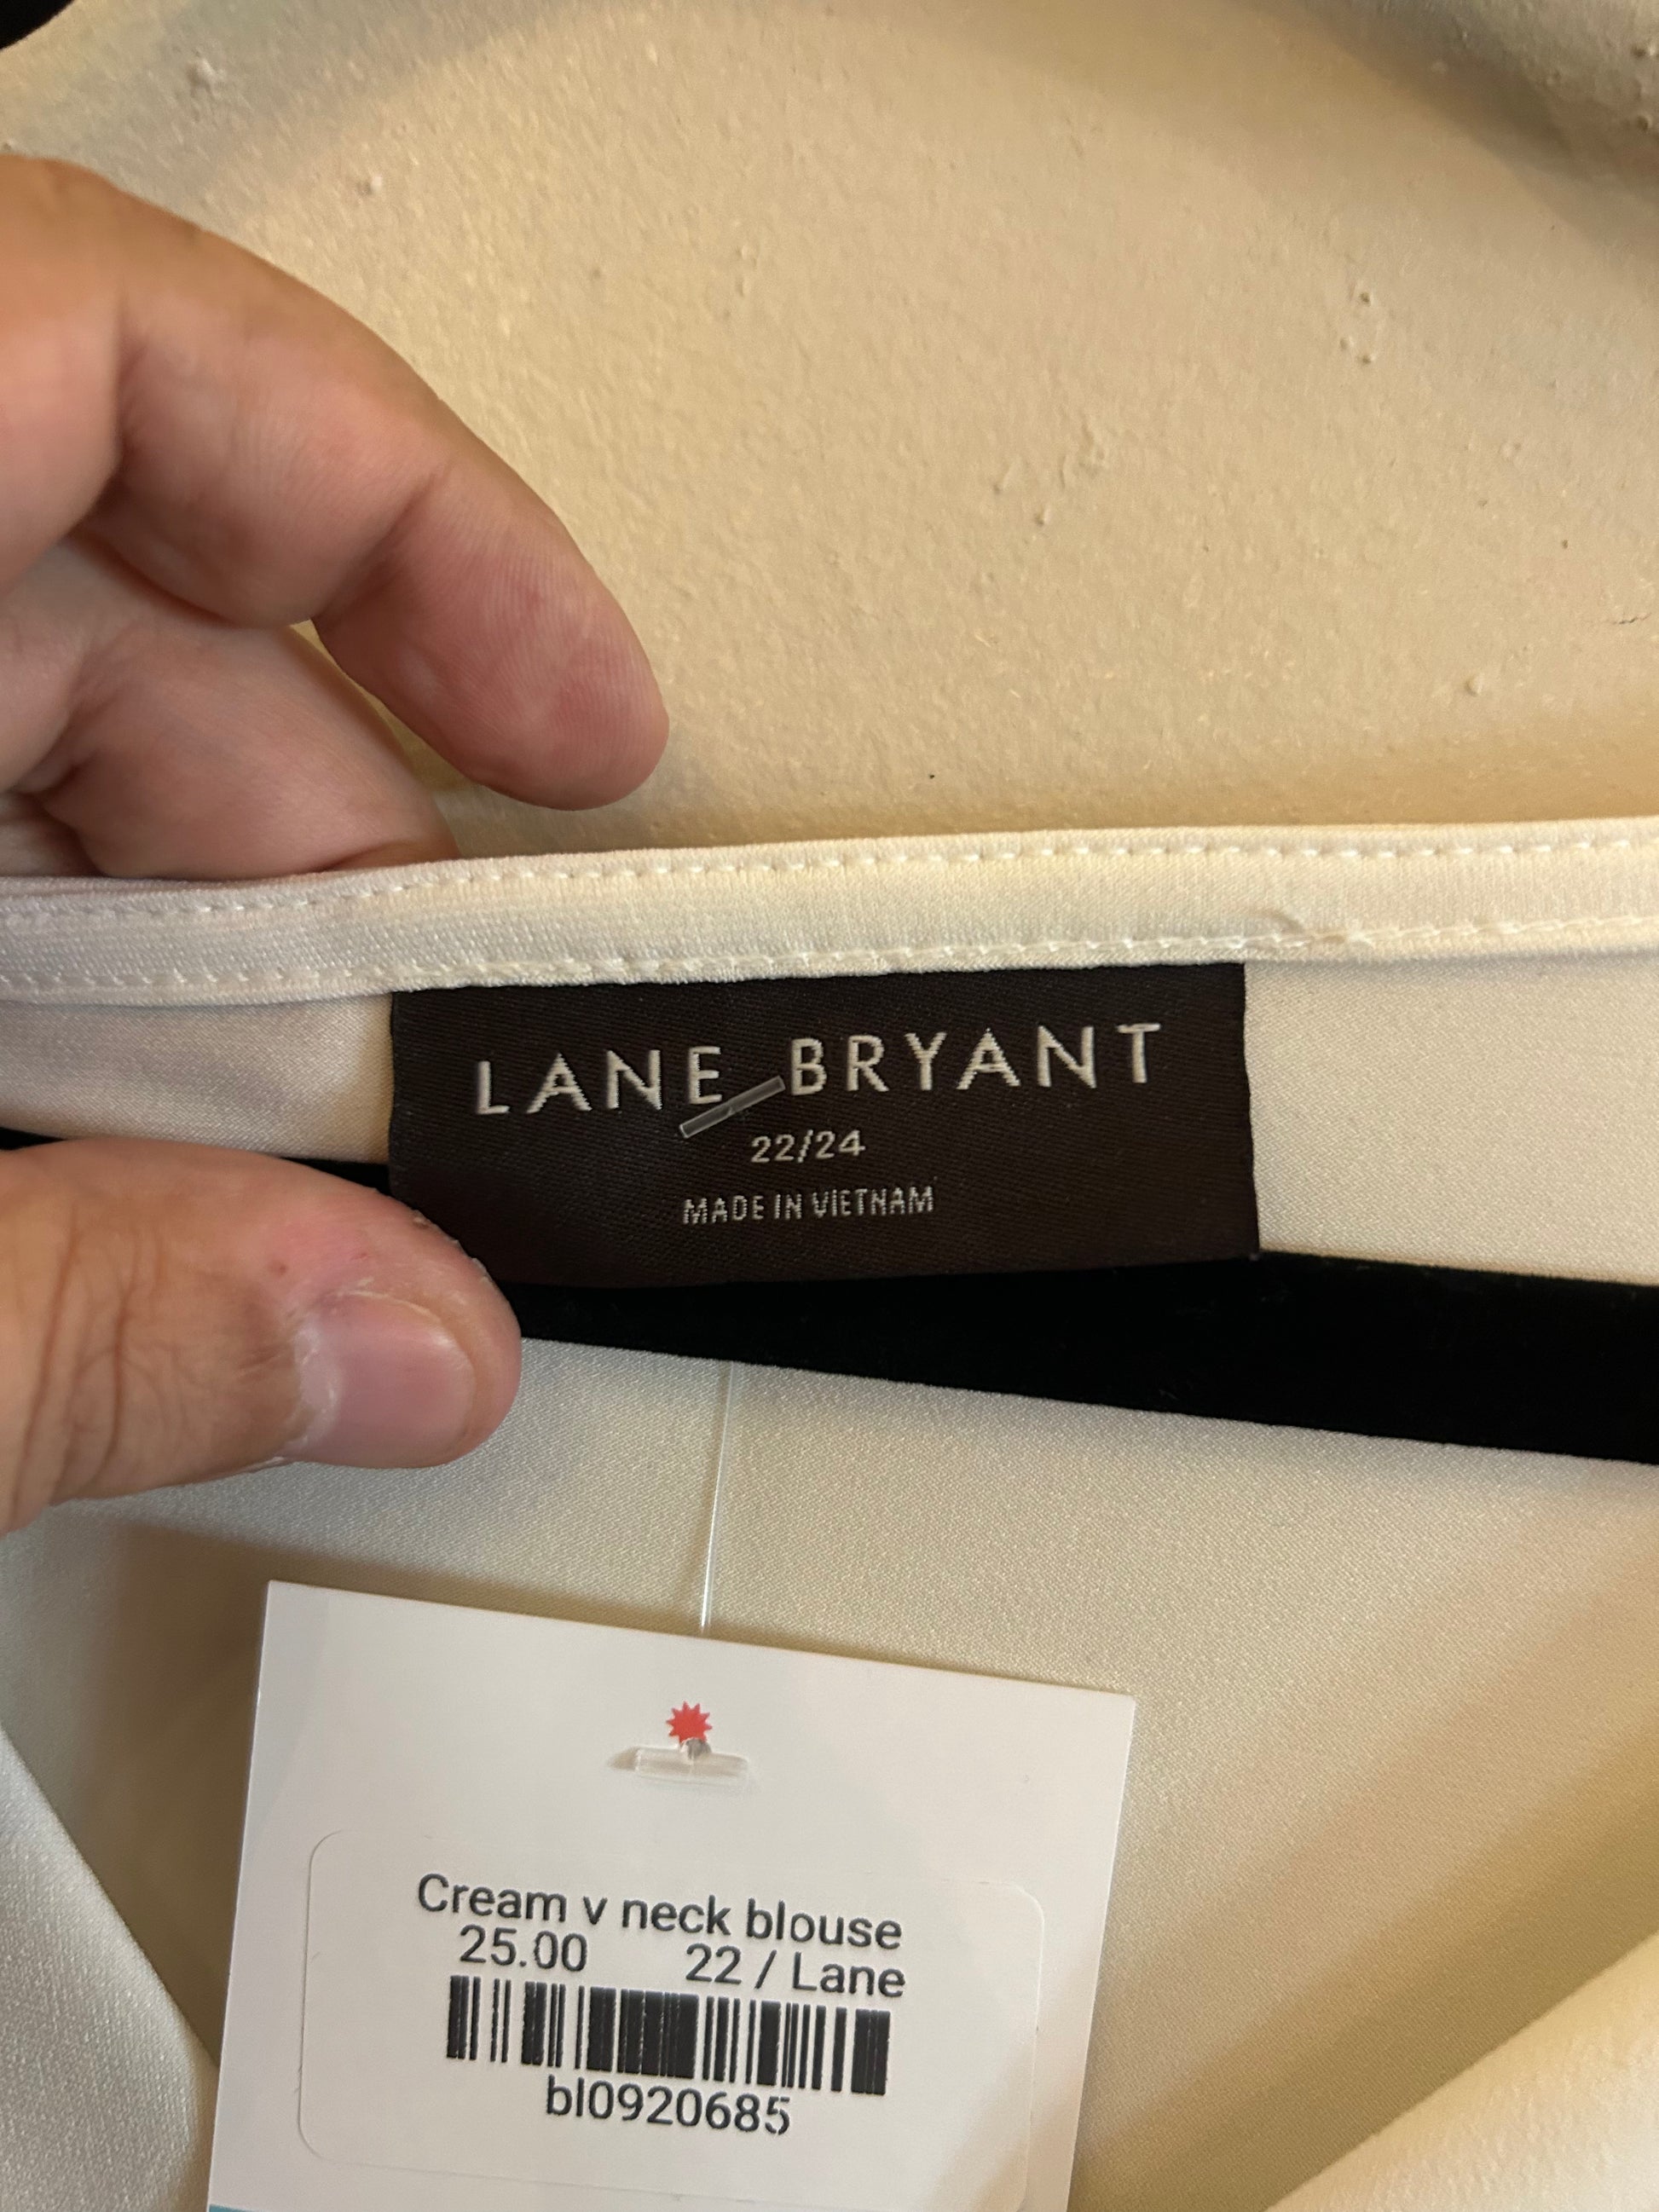 LANE BRYANT
22/24
MADE IN VIETNAM
Cream v neck blouse
25.00 22 / Lane
bl0920685